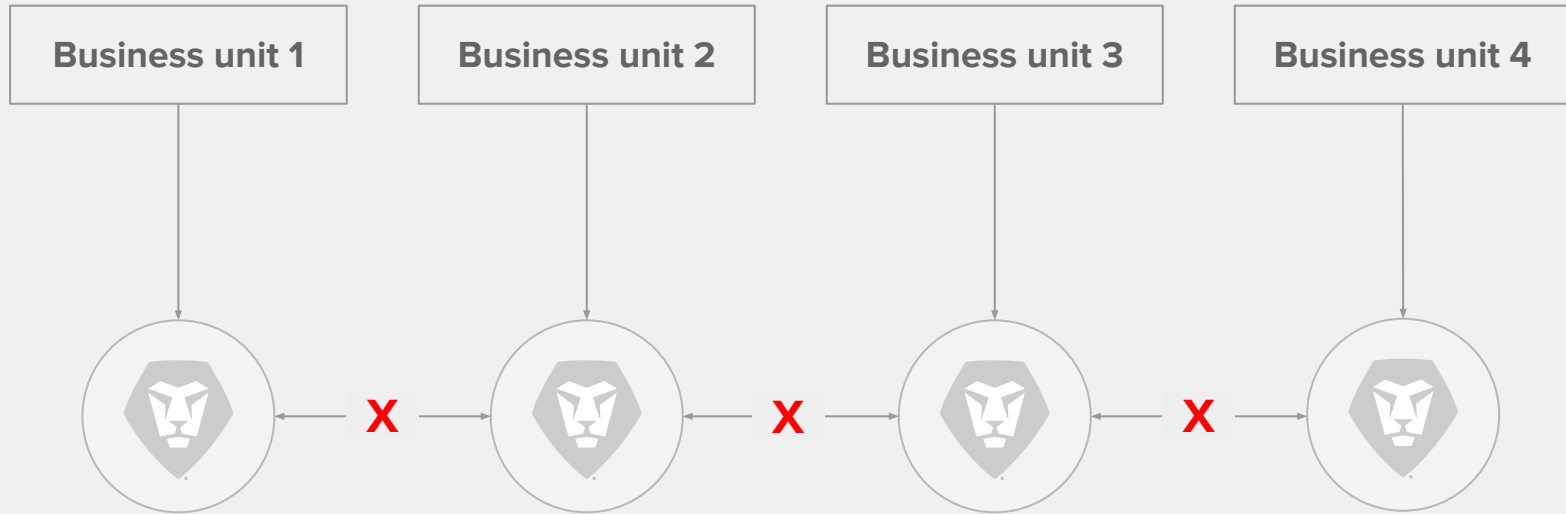 Business unit 1
Business unit 2
Business unit 3
Business unit 4
X
X
X